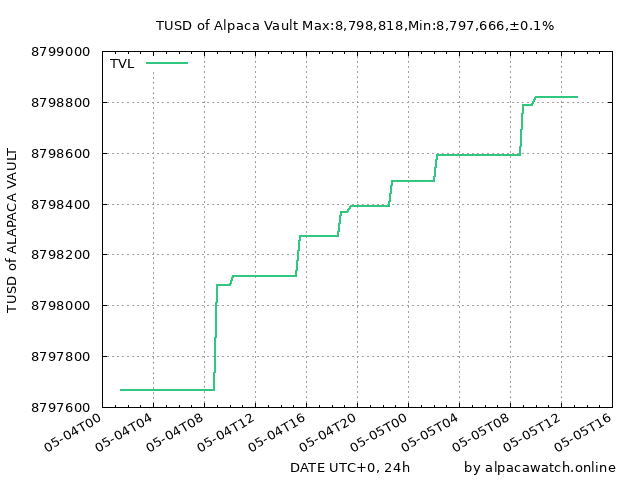 TUSD of Alpaca Vault Max:8,798,818,Min:8,797,666,±0.1%
TVL
TUSD of ALAPACA VAULT
8799000
8798800
8798600
8798400
8798200
8798000
8797800
8797600
05-04T00 05-04T04 05-04T08 05-04T12 05-04T16 05-04T20 05-05T00 05-05T04 05-05T08 05-05T12 05-05T16
DATE UTC+0, 24h by alpacawatch.online